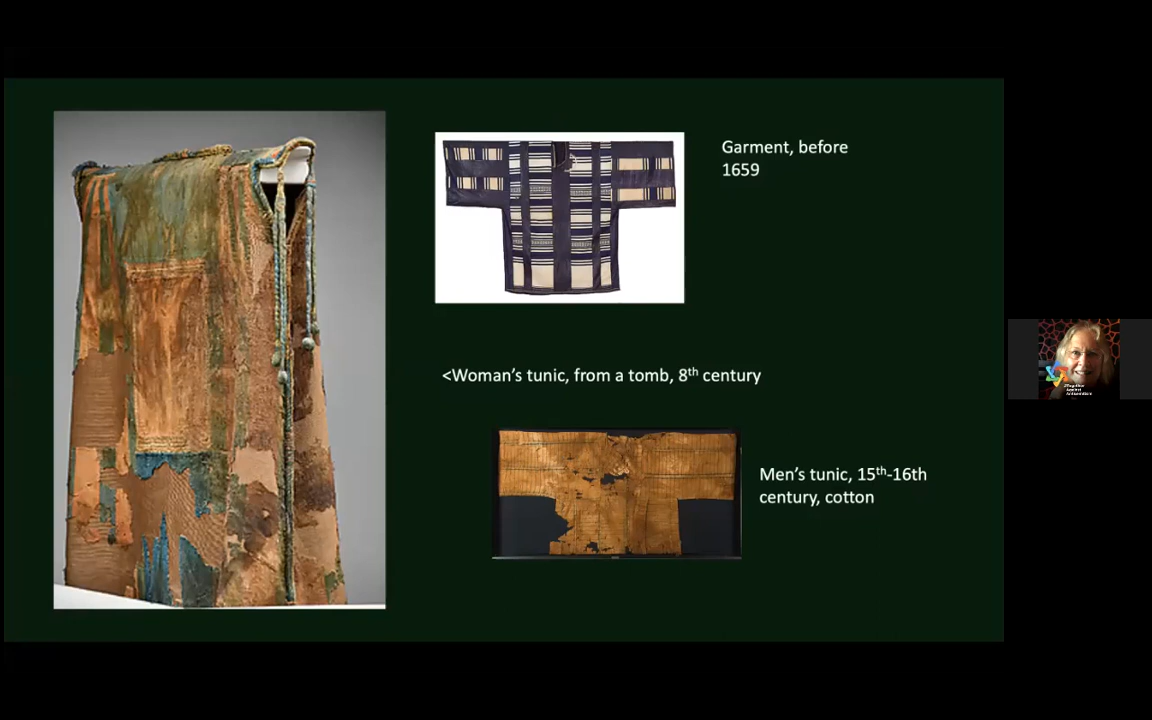 Garment, before
1659
<Woman's tunic, from a tomb, 8th century
Men's tunic, 15th-16th
century, cotton